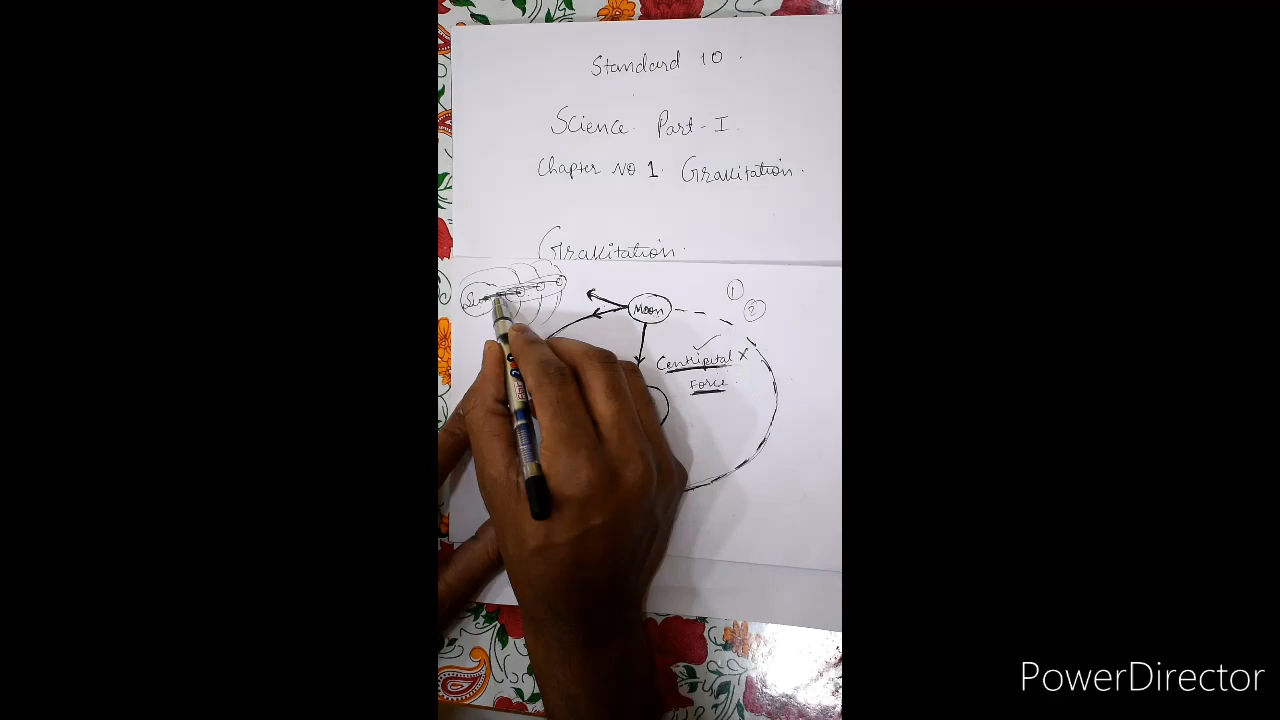 Standard 10.
Science. Part-I.
Chapter No 1. Gravitation.
Gravitation.
Moon
①
②
Centripetal X
Force
PowerDirector